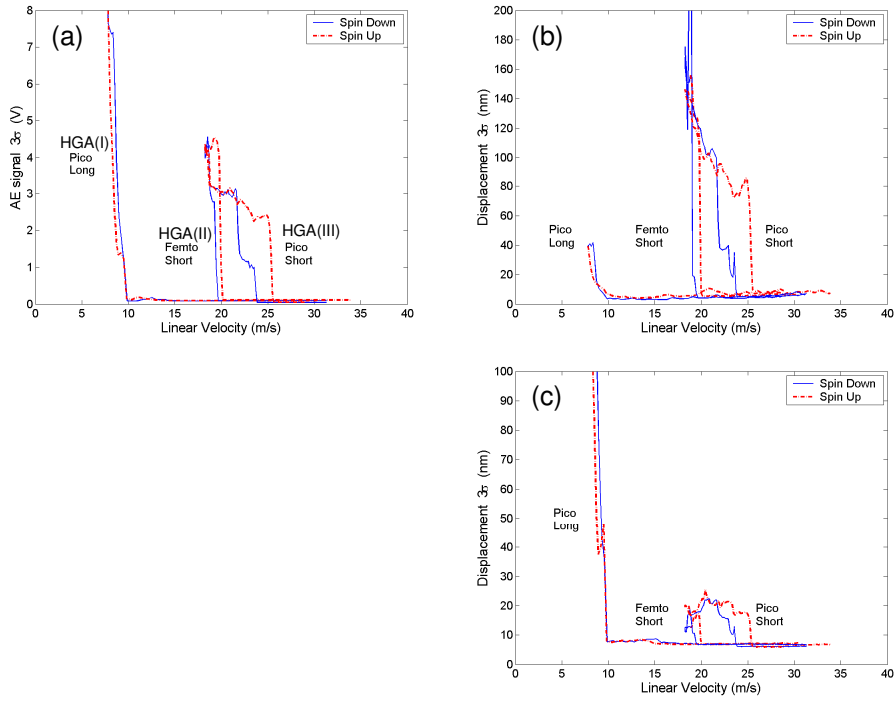 (a)
Spin Down
Spin Up
8
7
6
5
4
3
2
1
0
AE signal 3σ (V)
HGA(I)
Pico
Long
HGA(II)
Femto
Short
HGA(III)
Pico
Short
0 5 10 15 20 25 30 35 40
Linear Velocity (m/s)
(b)
Spin Down
Spin Up
200
180
160
140
120
100
80
60
40
20
0
Displacement 3σ (nm)
Pico
Long
Femto
Short
Pico
Short
0 5 10 15 20 25 30 35 40
Linear Velocity (m/s)
(c)
Spin Down
Spin Up
100
90
80
70
60
50
40
30
20
10
0
Displacement 3σ (nm)
Pico
Long
Femto
Short
Pico
Short
0 5 10 15 20 25 30 35 40
Linear Velocity (m/s)